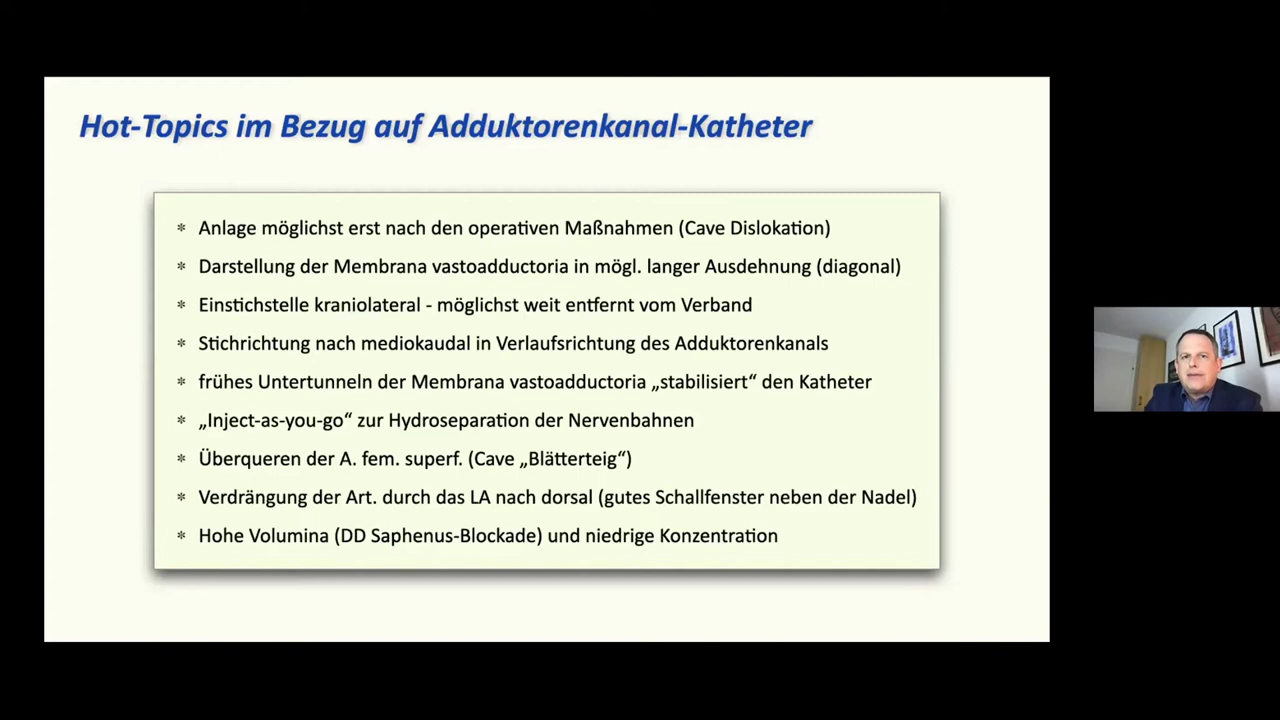 Hot-Topics im Bezug auf Adduktorenkanal-Katheter
* Anlage möglichst erst nach den operativen Maßnahmen (Cave Dislokation)
* Darstellung der Membrana vastoadductoria in mögl. langer Ausdehnung (diagonal)
* Einstichstelle kraniolateral - möglichst weit entfernt vom Verband
* Stichrichtung nach mediokaudal in Verlaufsrichtung des Adduktorenkanals
* frühes Untertunneln der Membrana vastoadductoria „stabilisiert“ den Katheter
* „Inject-as-you-go“ zur Hydroseparation der Nervenbahnen
* Überqueren der A. fem. superf. (Cave „Blätterteig“)
* Verdrängung der Art. durch das LA nach dorsal (gutes Schallfenster neben der Nadel)
* Hohe Volumina (DD Saphenus-Blockade) und niedrige Konzentration